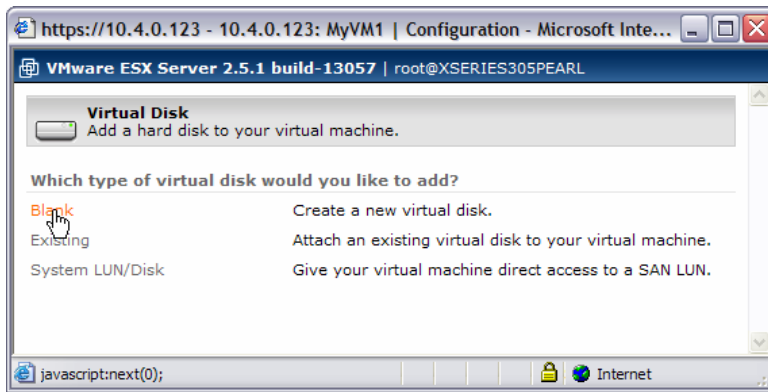 https://10.4.0.123 - 10.4.0.123: MyVM1 | Configuration - Microsoft Inte...
VMware ESX Server 2.5.1 build-13057 | root@XSERIES305PEARL
Virtual Disk
Add a hard disk to your virtual machine.
Which type of virtual disk would you like to add?
Blank Create a new virtual disk.
Existing Attach an existing virtual disk to your virtual machine.
System LUN/Disk Give your virtual machine direct access to a SAN LUN.
javascript:next(0); Internet